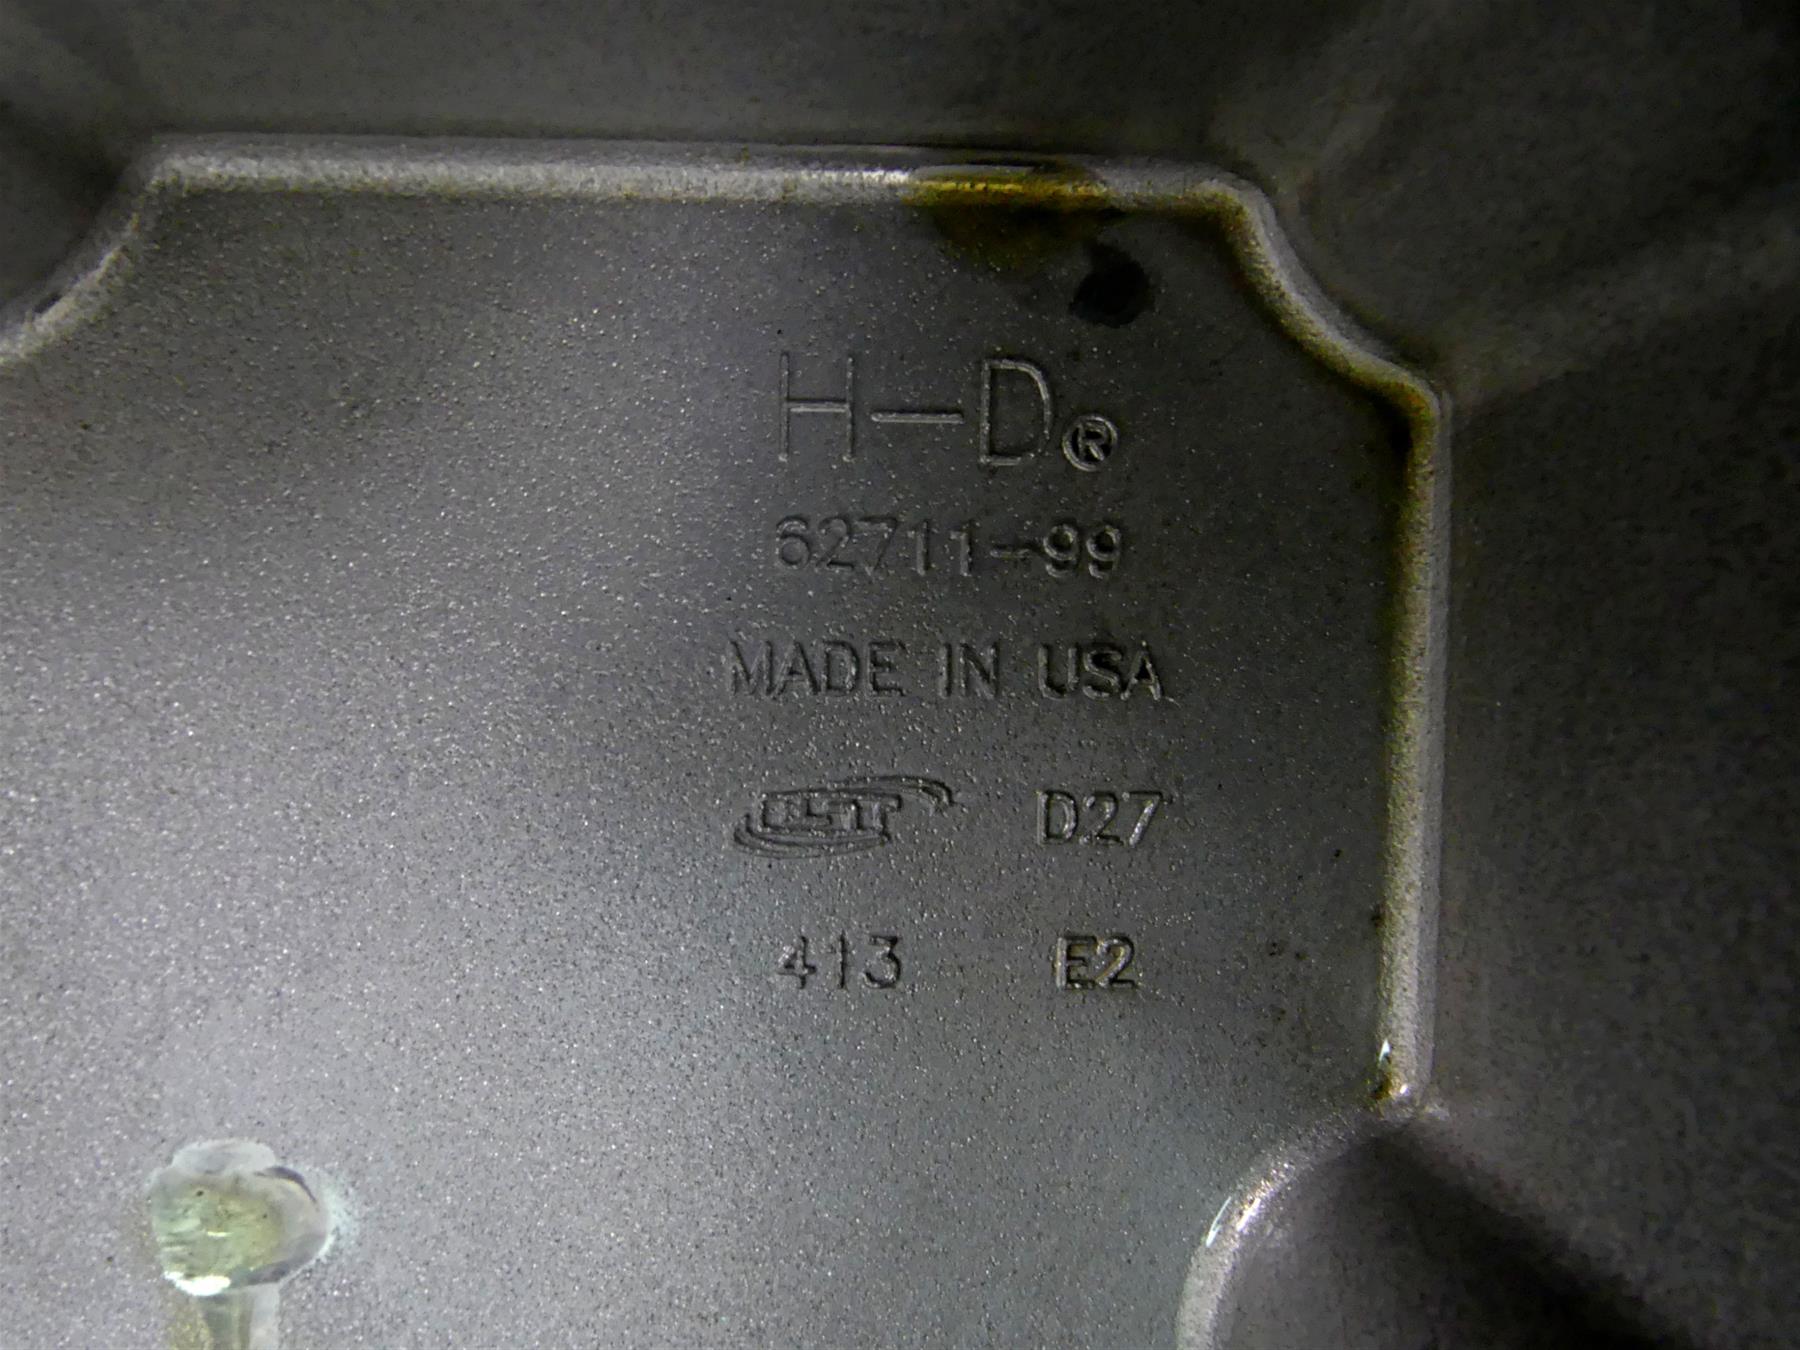 H-D®
62711-99
MADE IN USA
D27
413 E2